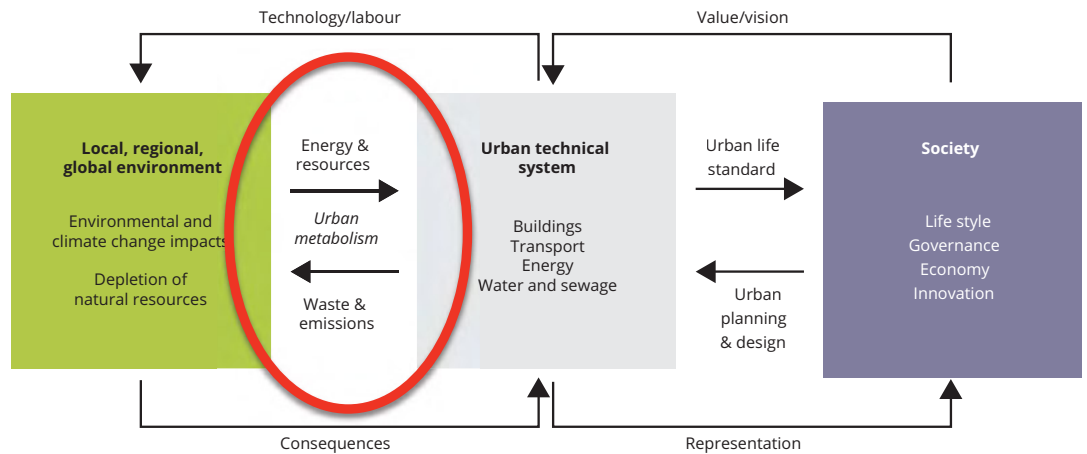 Technology/labour
Value/vision
Local, regional,
global environment
Environmental and
climate change impacts
Depletion of
natural resources
Energy &
resources
Urban
metabolism
Waste &
emissions
Urban technical
system
Buildings
Transport
Energy
Water and sewage
Urban life
standard
Urban
planning
& design
Society
Life style
Governance
Economy
Innovation
Consequences
Representation